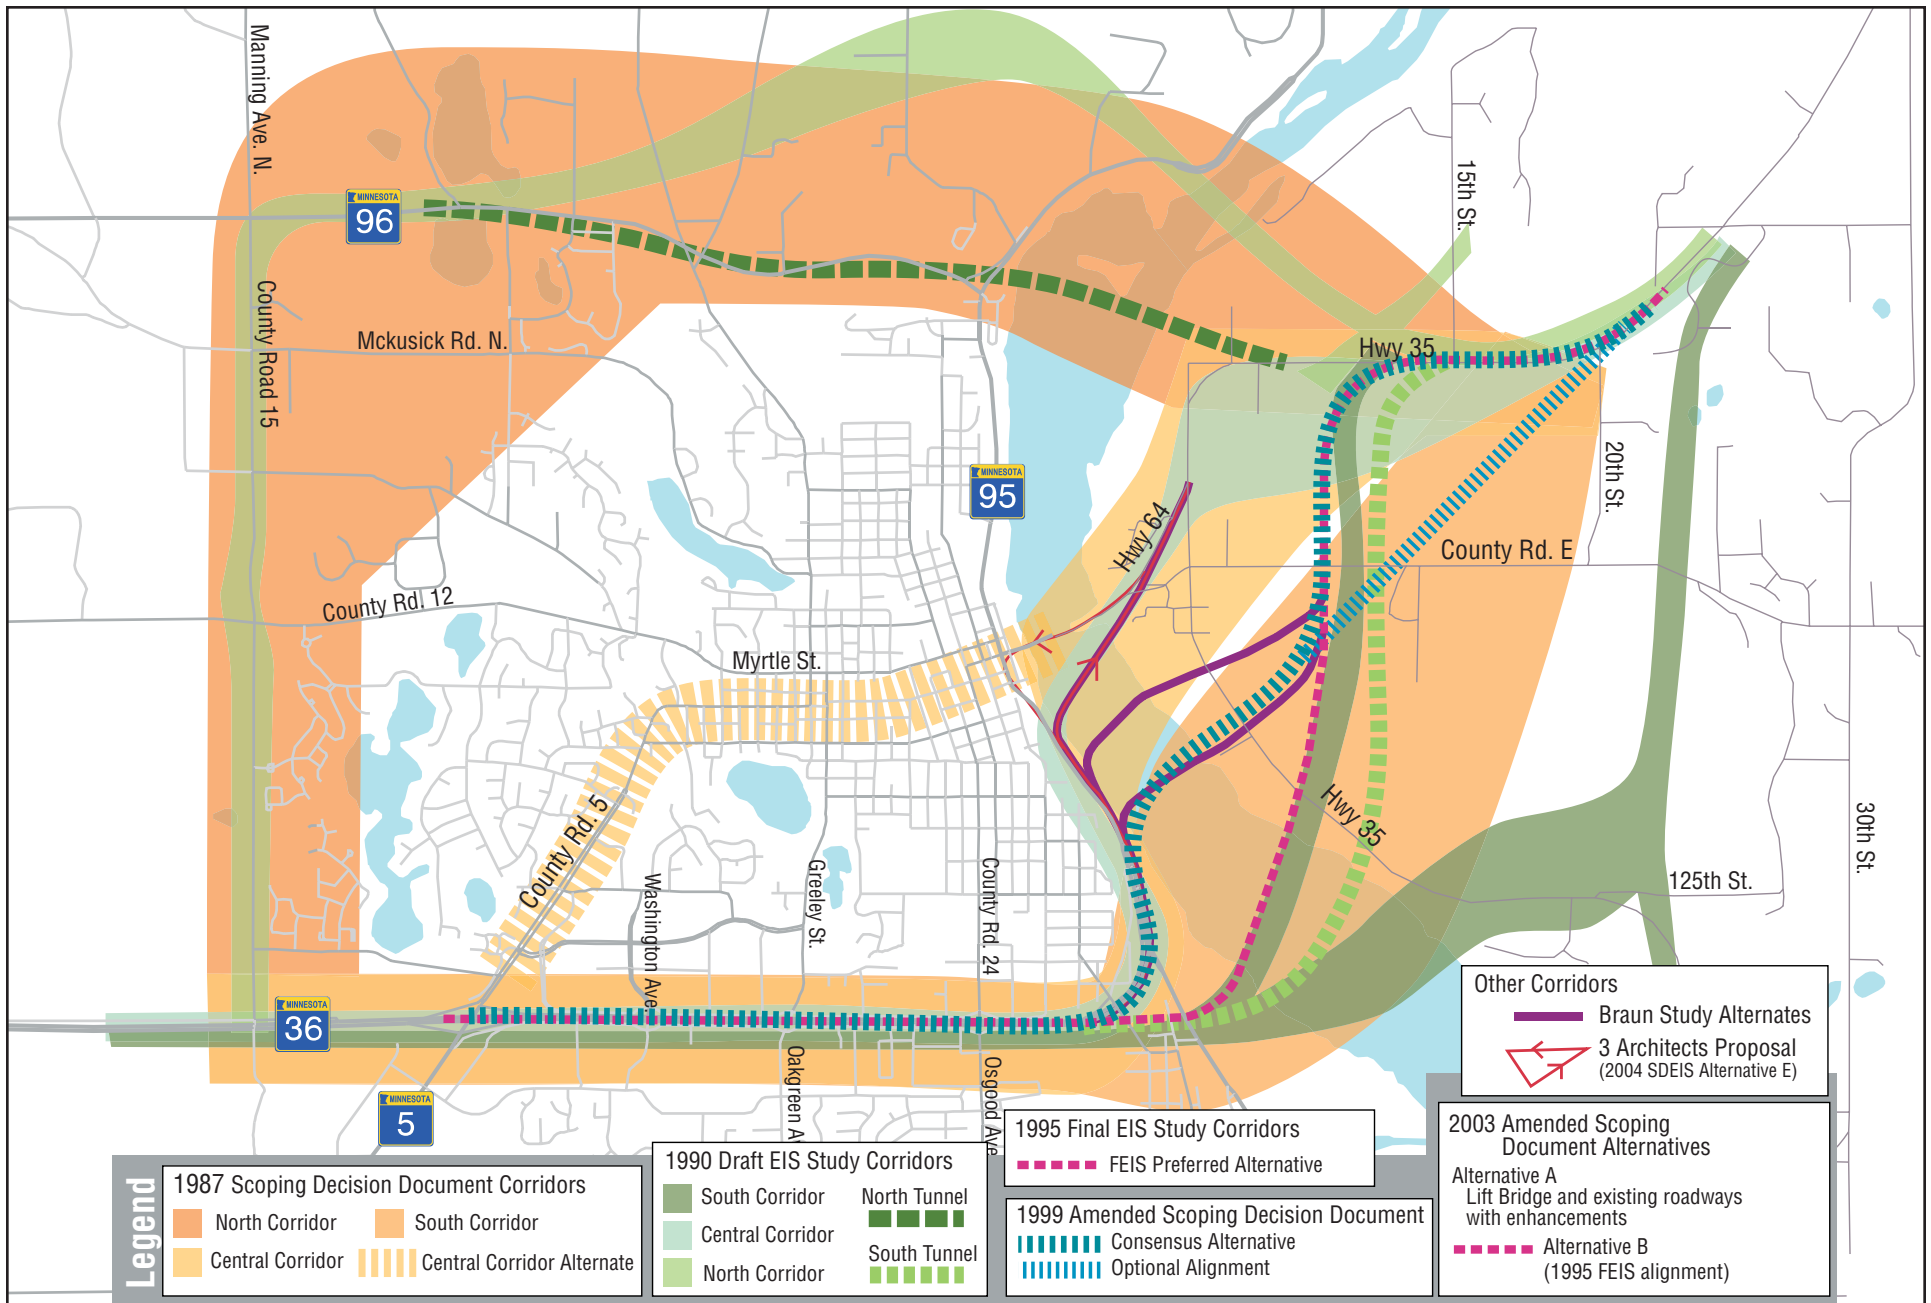 Manning Ave. N.
MINNESOTA
96
15th St.
County Road 15
Mckusick Rd. N.
Hwy 35
MINNESOTA
95
20th St.
Hwy 64
County Rd. E
County Rd. 12
Myrtle St.
County Rd. 5
Hwy 35
30th St.
Washington Ave.
Greeley St.
County Rd. 24
125th St.
MINNESOTA
36
Oakgreen Av
Osgood Ave
MINNESOTA
5
Other Corridors
Braun Study Alternates
3 Architects Proposal
(2004 SDEIS Alternative E)
Legend
1987 Scoping Decision Document Corridors
North Corridor
South Corridor
Central Corridor
Central Corridor Alternate
1990 Draft EIS Study Corridors
South Corridor
North Tunnel
Central Corridor
South Tunnel
North Corridor
1995 Final EIS Study Corridors
FEIS Preferred Alternative
1999 Amended Scoping Decision Document
Consensus Alternative
Optional Alignment
2003 Amended Scoping
Document Alternatives
Alternative A
Lift Bridge and existing roadways
with enhancements
Alternative B
(1995 FEIS alignment)